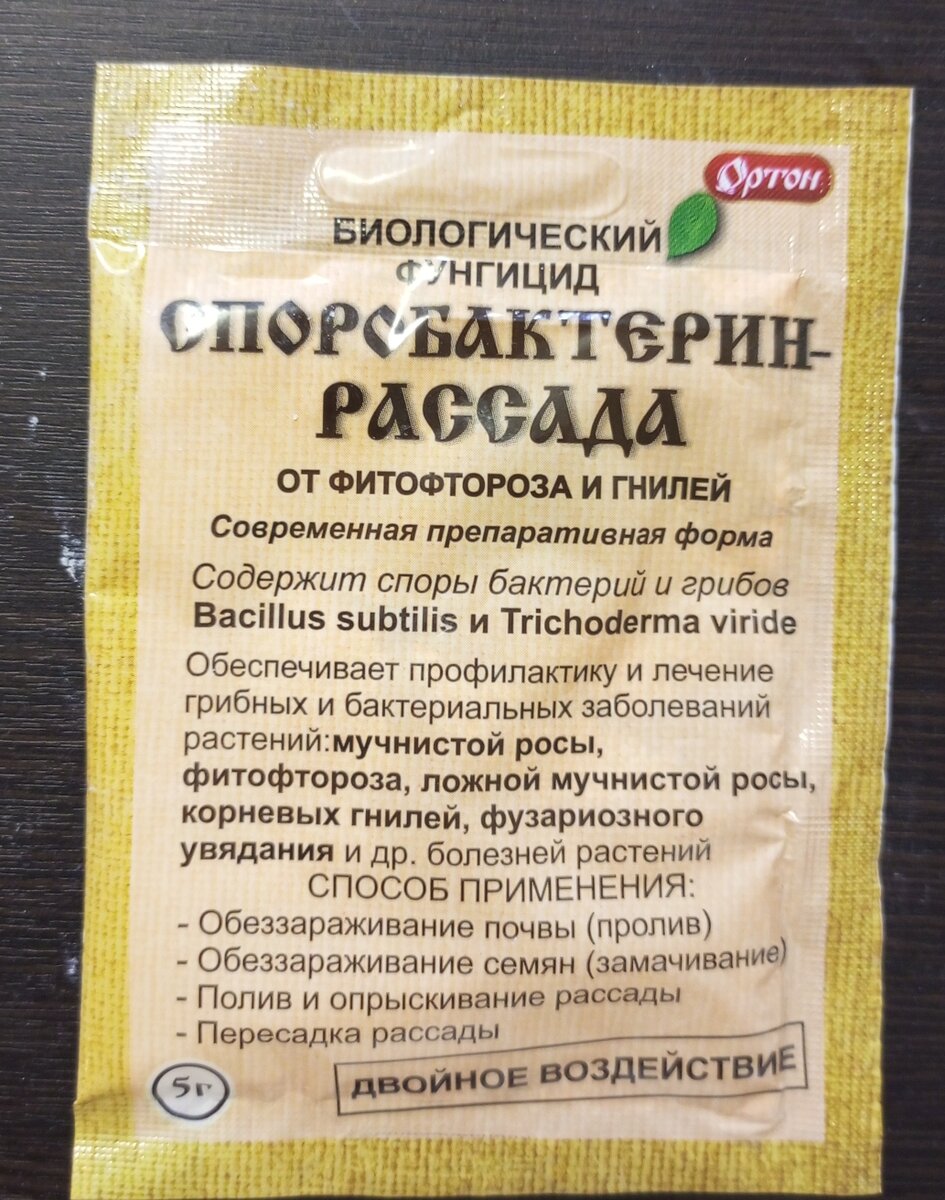 Ортон
БИОЛОГИЧЕСКИЙ
ФУНГИЦИД
СПОРОБАКТЕРИН-
РАССАДА
ОТ ФИТОФТОРОЗА И ГНИЛЕЙ
Современная препаративная форма
Содержит споры бактерий и грибов
Bacillus subtilis и Trichoderma viride
Обеспечивает профилактику и лечение
грибных и бактериальных заболеваний
растений:мучнистой росы,
фитофтороза, ложной мучнистой росы,
корневых гнилей, фузариозного
увядания и др. болезней растений
СПОСОБ ПРИМЕНЕНИЯ:
- Обеззараживание почвы (пролив)
- Обеззараживание семян (замачивание)
- Полив и опрыскивание рассады
- Пересадка рассады
5г
ДВОЙНОЕ ВОЗДЕЙСТВИЕ